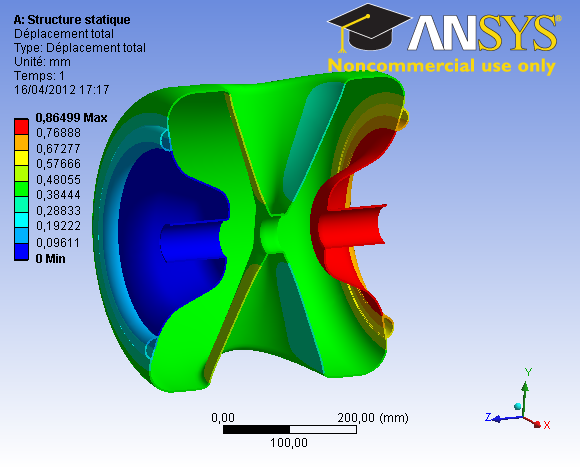 A: Structure statique
Déplacement total
Type: Déplacement total
Unité: mm
Temps: 1
16/04/2012 17:17
ANSYS®
Noncommercial use only
0,86499 Max
0,76888
0,67277
0,57666
0,48055
0,38444
0,28833
0,19222
0,09611
0 Min
0,00
200,00 (mm)
100,00
Y
Z
X